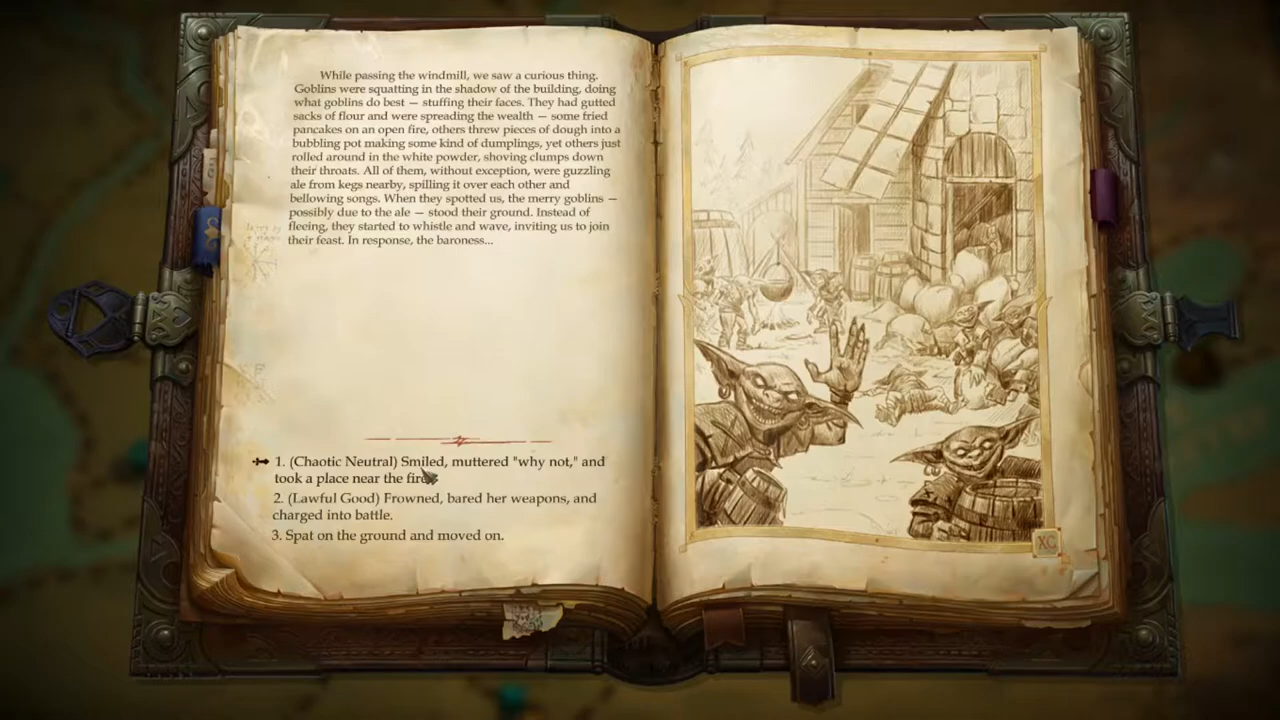 While passing the windmill, we saw a curious thing.
Goblins were squatting in the shadow of the building, doing
what goblins do best — stuffing their faces. They had gutted
sacks of flour and were spreading the wealth — some fried
pancakes on an open fire, others threw pieces of dough into a
bubbling pot making some kind of dumplings, yet others just
rolled around in the white powder, shoving clumps down
their throats. All of them, without exception, were guzzling
ale from kegs nearby, spilling it over each other and
bellowing songs. When they spotted us, the merry goblins —
possibly due to the ale — stood their ground. Instead of
fleeing, they started to whistle and wave, inviting us to join
their feast. In response, the baroness...
1. (Chaotic Neutral) Smiled, muttered "why not," and
took a place near the fire.
2. (Lawful Good) Frowned, bared her weapons, and
charged into battle.
3. Spat on the ground and moved on.
XC